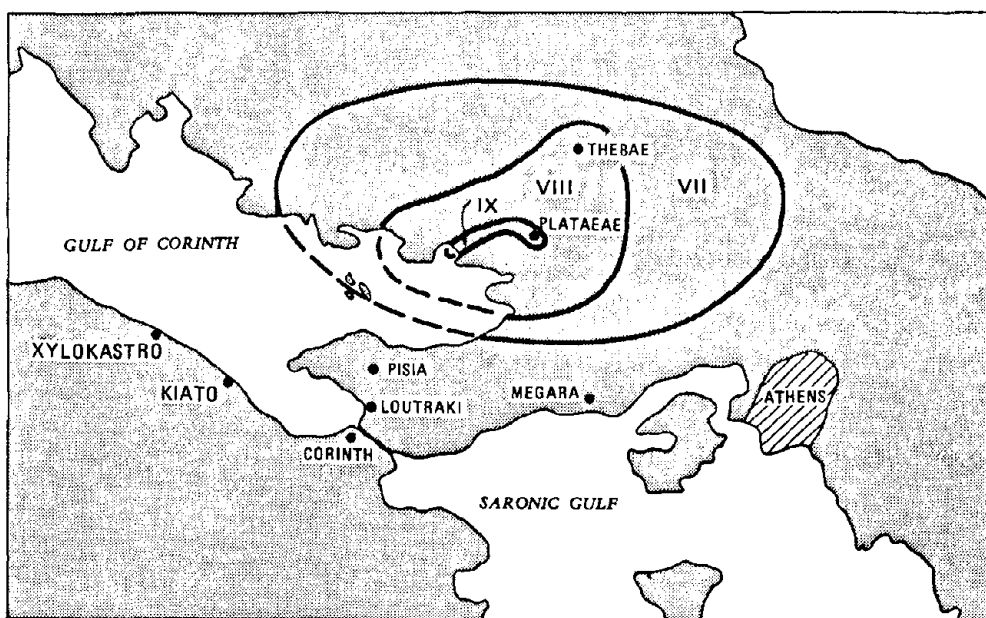 THEBAE
VIII
VII
IX
PLATAEAE
GULF OF CORINTH
XYLOKASTRO
PISIA
KIATO
MEGARA
ATHENS
LOUTRAKI
CORINTH
SARONIC GULF